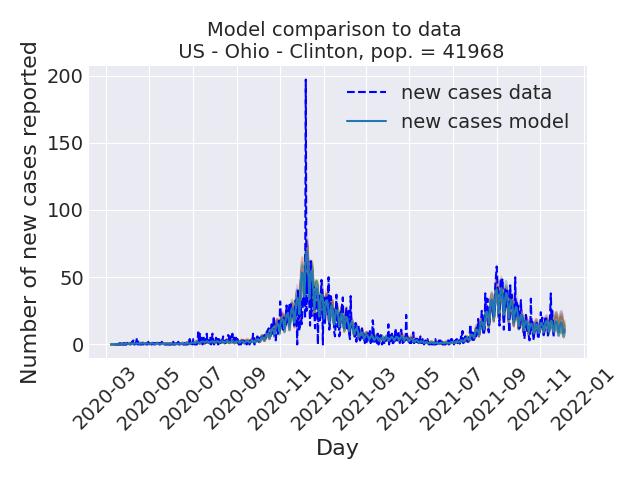 Model comparison to data
US - Ohio - Clinton, pop. = 41968
Number of new cases reported
200
150
100
50
0
new cases data
new cases model
2020-03
2020-05
2020-07
2020-09
2020-11
2021-01
2021-03
2021-05
2021-07
2021-09
2021-11
2022-01
Day